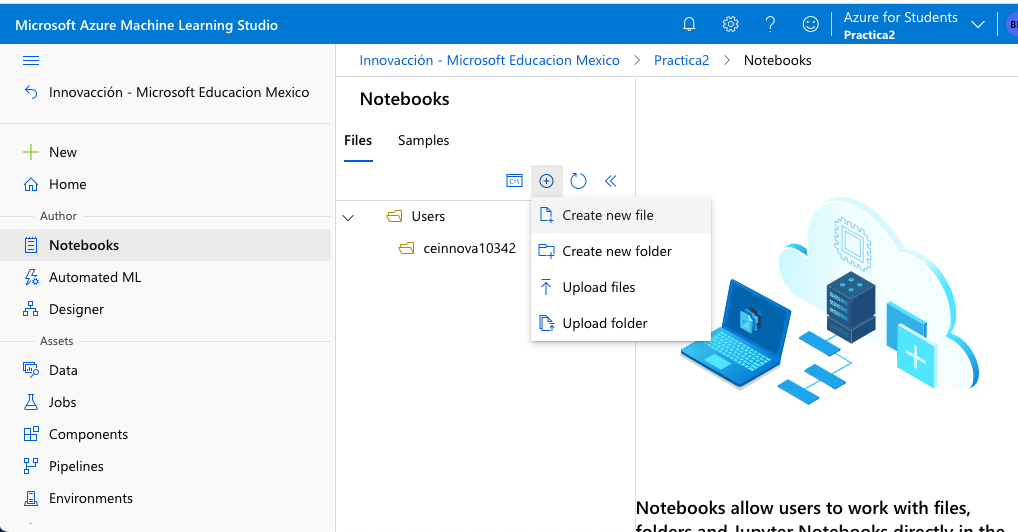 Microsoft Azure Machine Learning Studio
Azure for Students
Practica2
Innovacción - Microsoft Educacion Mexico
Innovacción - Microsoft Educacion Mexico > Practica2 > Notebooks
New
Home
Author
Notebooks
Automated ML
Designer
Assets
Data
Jobs
Components
Pipelines
Environments
Notebooks
Files Samples
Users
ceinnova10342
Create new file
Create new folder
Upload files
Upload folder
Notebooks allow users to work with files,
folders and Jupyter Notebooks directly in the